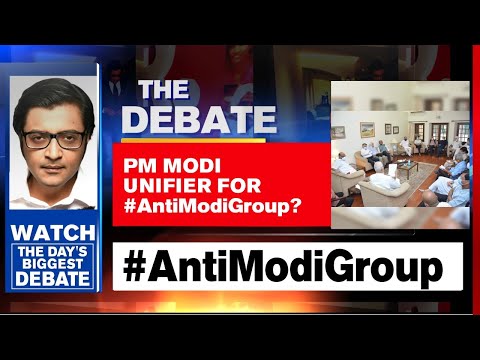 THE
DEBATE
PM MODI
UNIFIER FOR
#AntiModiGroup?
WATCH
THE DAY'S
BIGGEST
DEBATE
#AntiModiGroup